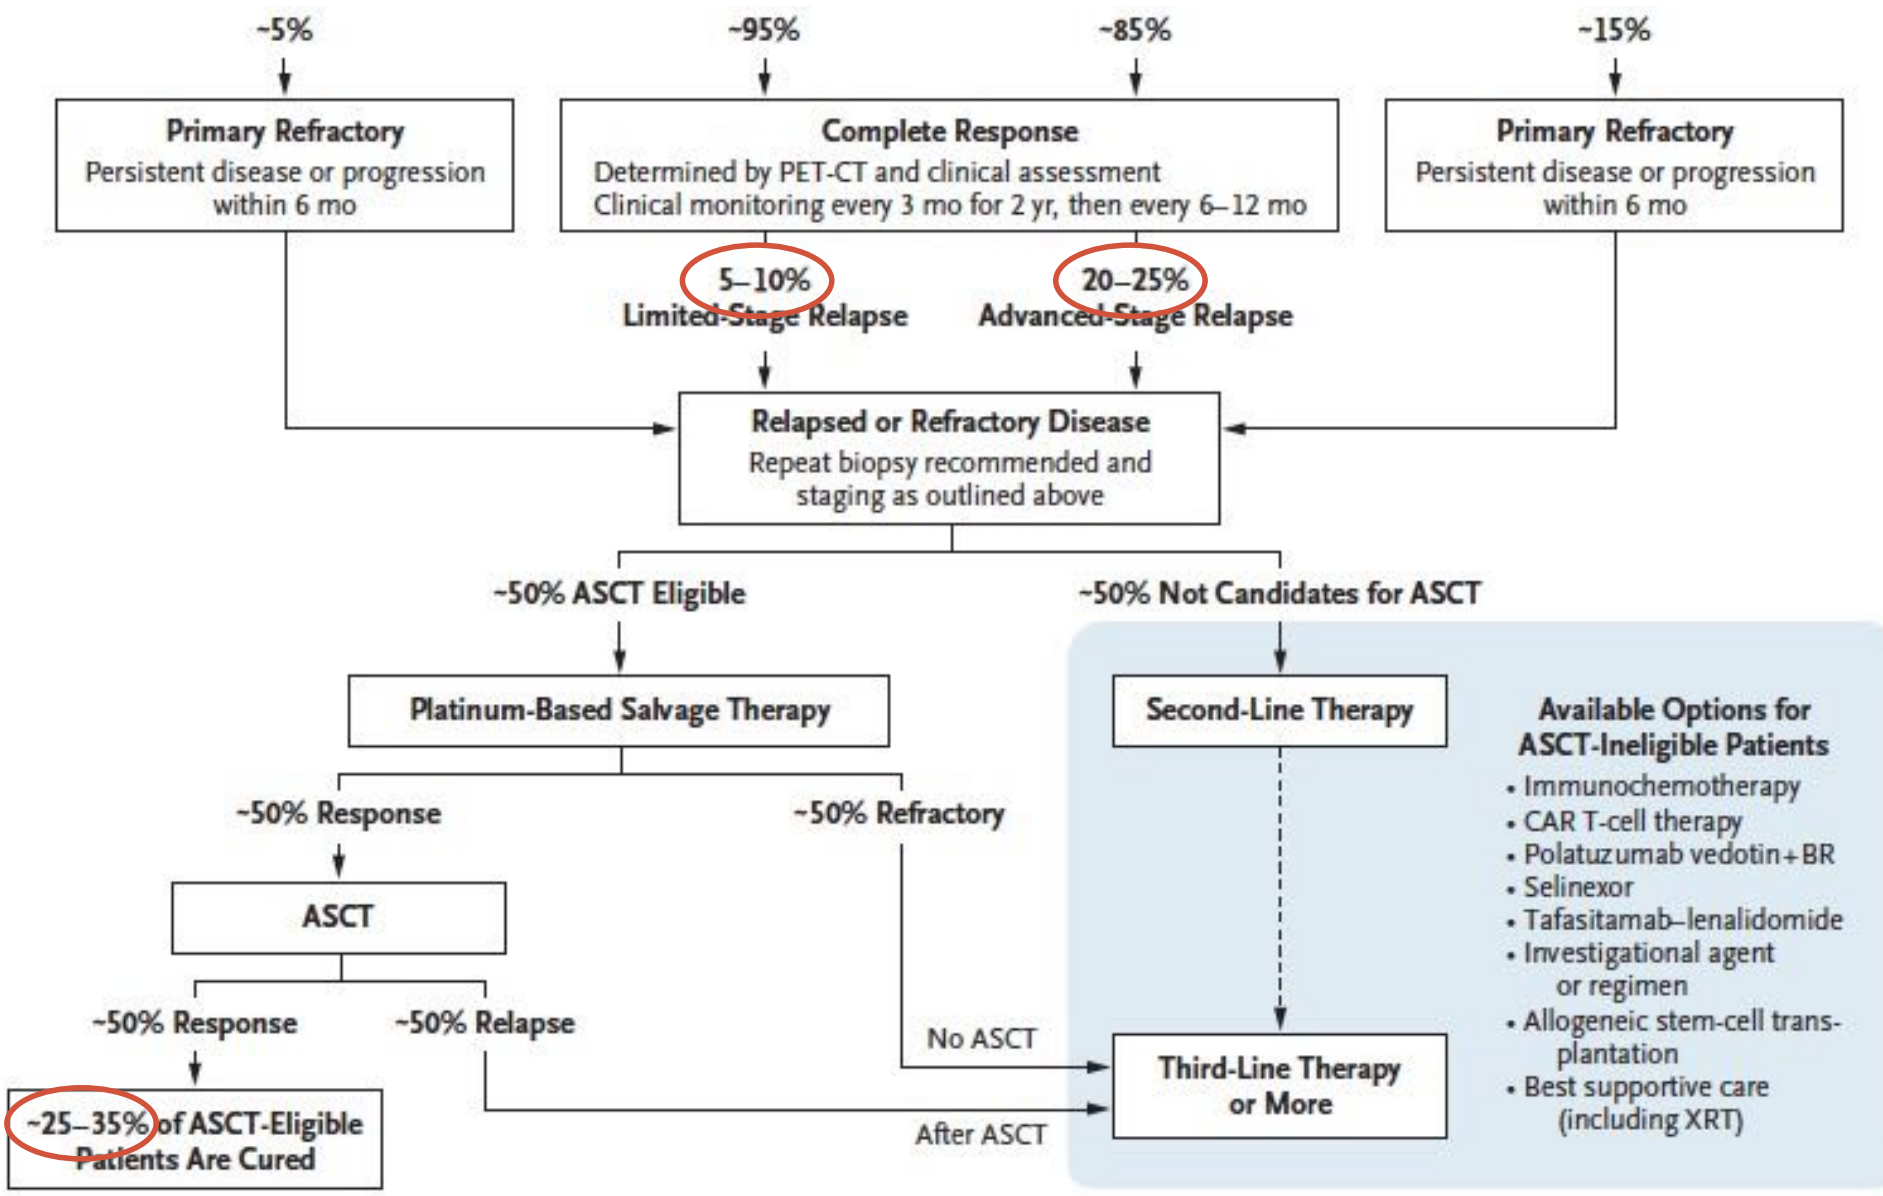 ~5%
~95%
~85%
~15%
Primary Refractory
Persistent disease or progression
within 6 mo
Complete Response
Determined by PET-CT and clinical assessment
Clinical monitoring every 3 mo for 2 yr, then every 6–12 mo
Primary Refractory
Persistent disease or progression
within 6 mo
5–10%
Limited-Stage Relapse
20–25%
Advanced-Stage Relapse
Relapsed or Refractory Disease
Repeat biopsy recommended and
staging as outlined above
~50% ASCT Eligible
~50% Not Candidates for ASCT
Platinum-Based Salvage Therapy
Second-Line Therapy
Available Options for
ASCT-Ineligible Patients
• Immunochemotherapy
• CAR T-cell therapy
• Polatuzumab vedotin+BR
• Selinexor
• Tafasitamab–lenalidomide
• Investigational agent
or regimen
• Allogeneic stem-cell trans-
plantation
• Best supportive care
(including XRT)
~50% Response
~50% Refractory
ASCT
~50% Response
~50% Relapse
No ASCT
After ASCT
Third-Line Therapy
or More
~25–35% of ASCT-Eligible
Patients Are Cured